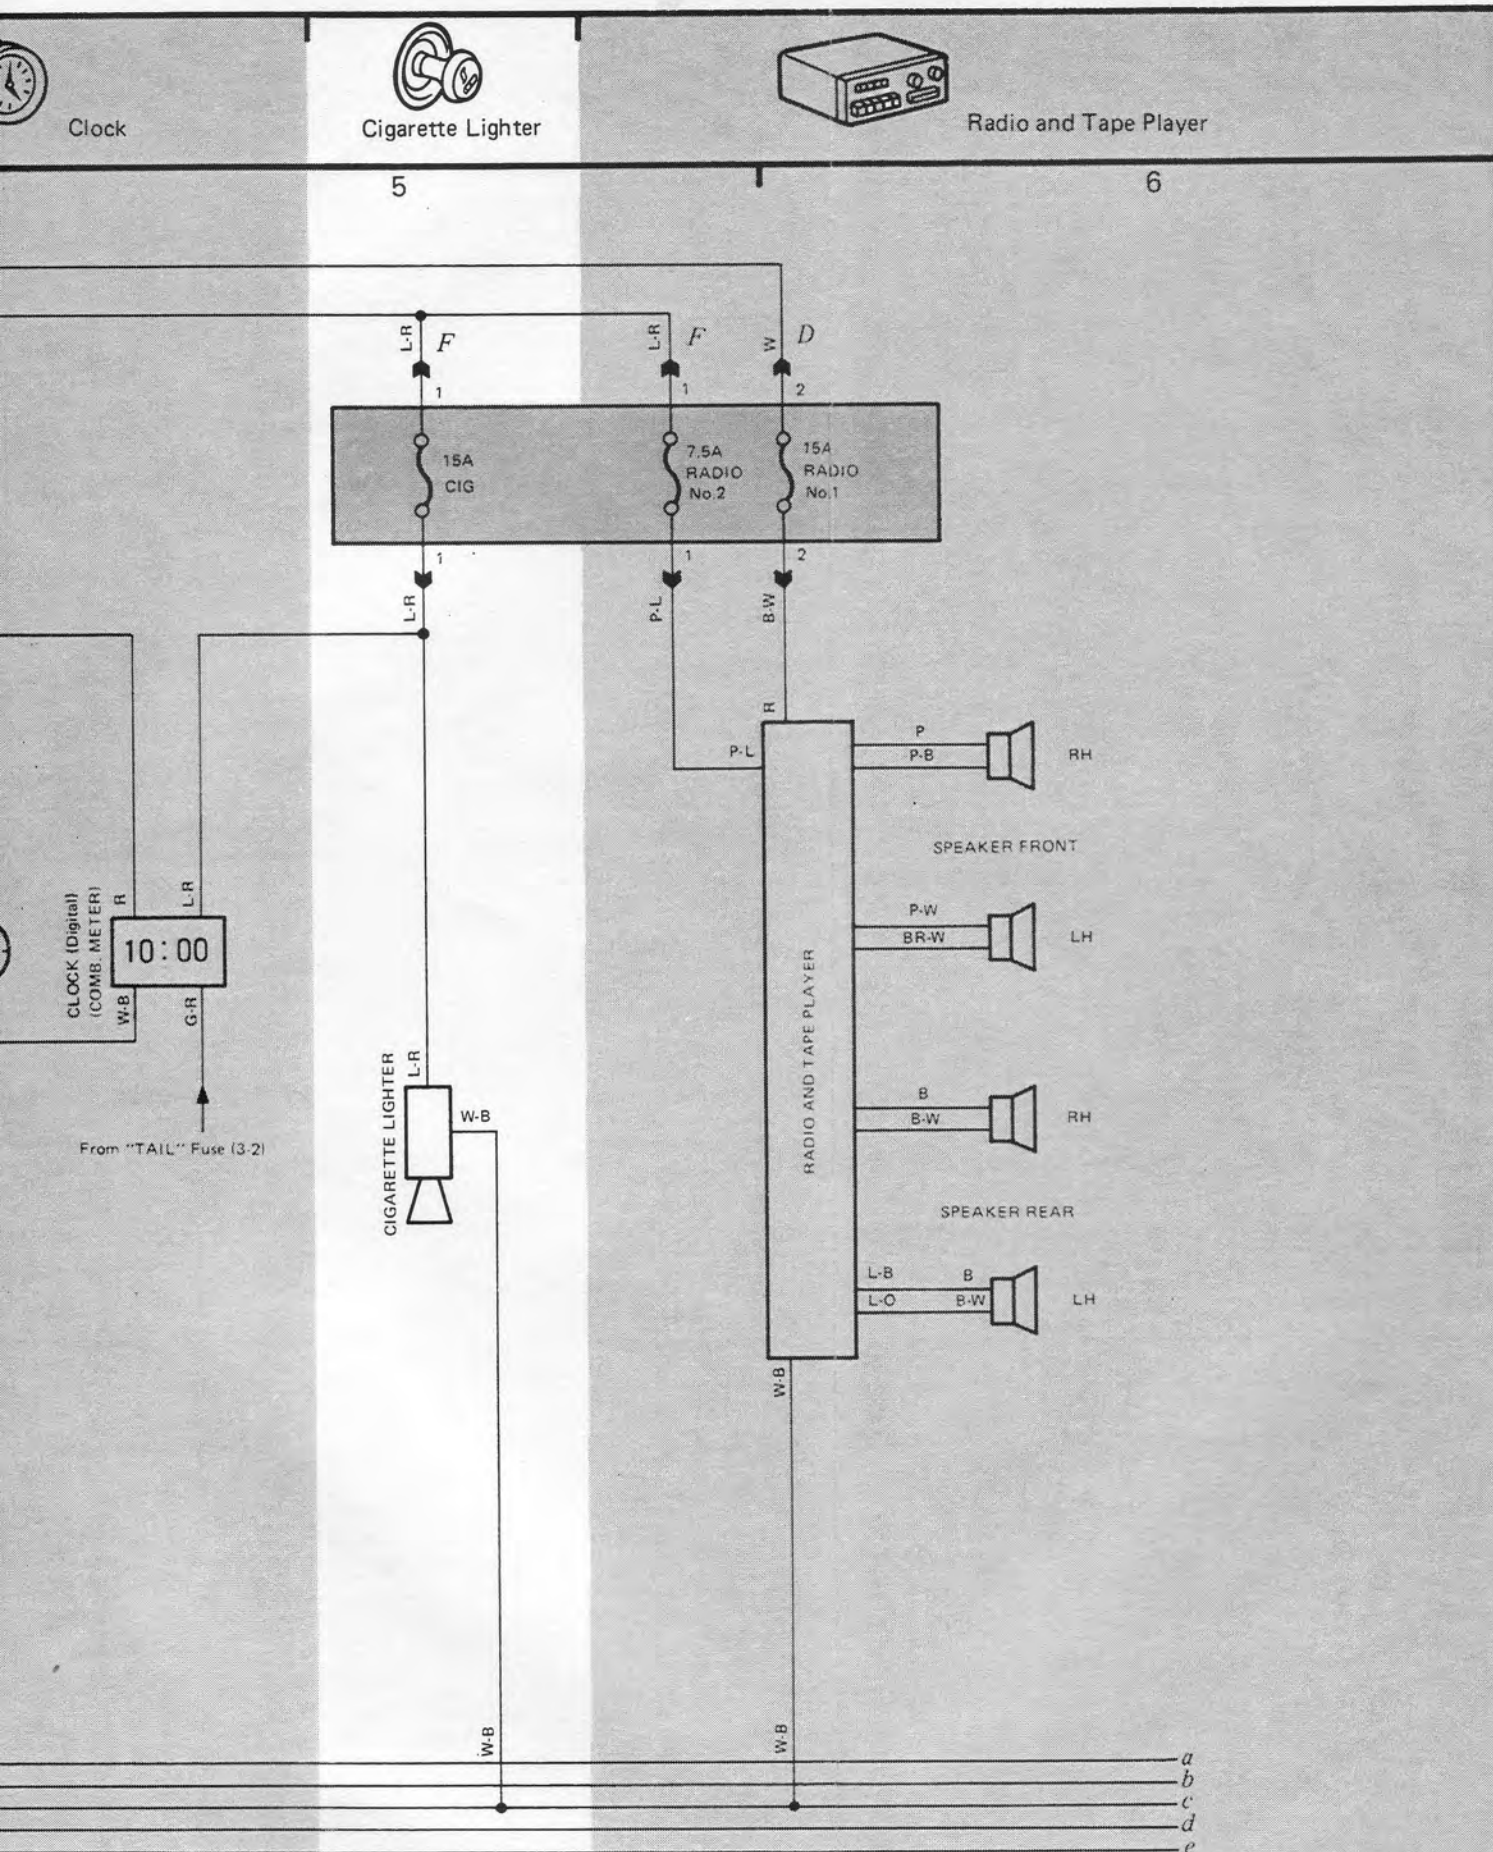 Clock
Cigarette Lighter
Radio and Tape Player
5
6
L-R
F
L-R
F
W
D
1
1
2
15A
CIG
7.5A
RADIO
No.2
15A
RADIO
No.1
1
1
2
L-R
P-L
B-W
R
P-L
P
P-B
RH
SPEAKER FRONT
P-W
BR-W
LH
CLOCK (Digital)
(COMB. METER)
R
L-R
10:00
W-B
G-R
From "TAIL" Fuse (3-2)
CIGARETTE LIGHTER
L-R
W-B
RADIO AND TAPE PLAYER
B
B-W
RH
SPEAKER REAR
L-B
B
L-O
B-W
LH
W-B
W-B
W-B
a
b
c
d
e